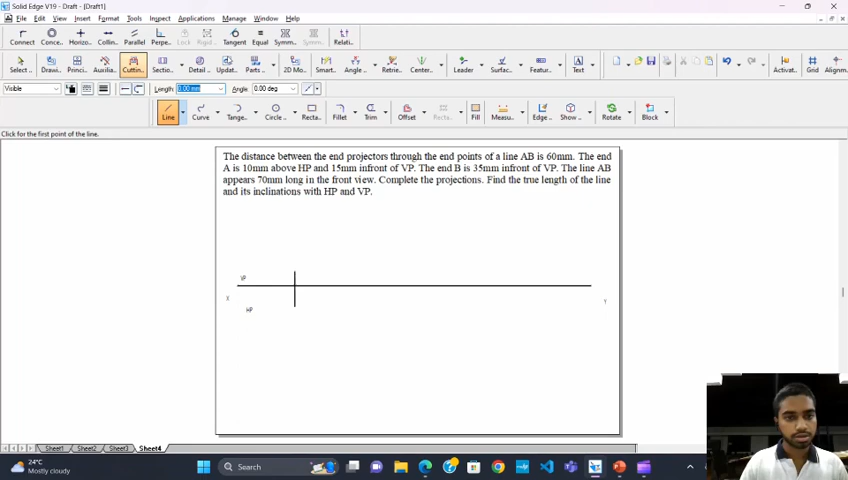 Solid Edge V19 - Draft - [Draft1]
File Edit View Insert Format Tools Inspect Applications Manage Window Help
Connect Conce.. Horizo.. Collin.. Parallel Perpe.. Lock Rigid.. Tangent Equal Symm.. Symm.. Relati..
Select .. Drawi.. Princi.. Auxilia.. Cuttin.. Sectio.. Detail .. Updat.. Parts .. 2D Mo.. Smart.. Angle .. Retrie.. Center.. Leader Surfac.. Featur.. Text Activat.. Grid Alignm..
Visible Length: 0.00 mm Angle: 0.00 deg
Line Curve Tange.. Circle .. Recta.. Fillet Trim Offset Recta.. Fill Measu.. Edge .. Show .. Rotate Block
Click for the first point of the line.
The distance between the end projectors through the end points of a line AB is 60mm. The end
A is 10mm above HP and 15mm infront of VP. The end B is 35mm infront of VP. The line AB
appears 70mm long in the front view. Complete the projections. Find the true length of the line
and its inclinations with HP and VP.
VP
X
Y
HP
Sheet1 Sheet2 Sheet3 Sheet4
24°C
Mostly cloudy
Search